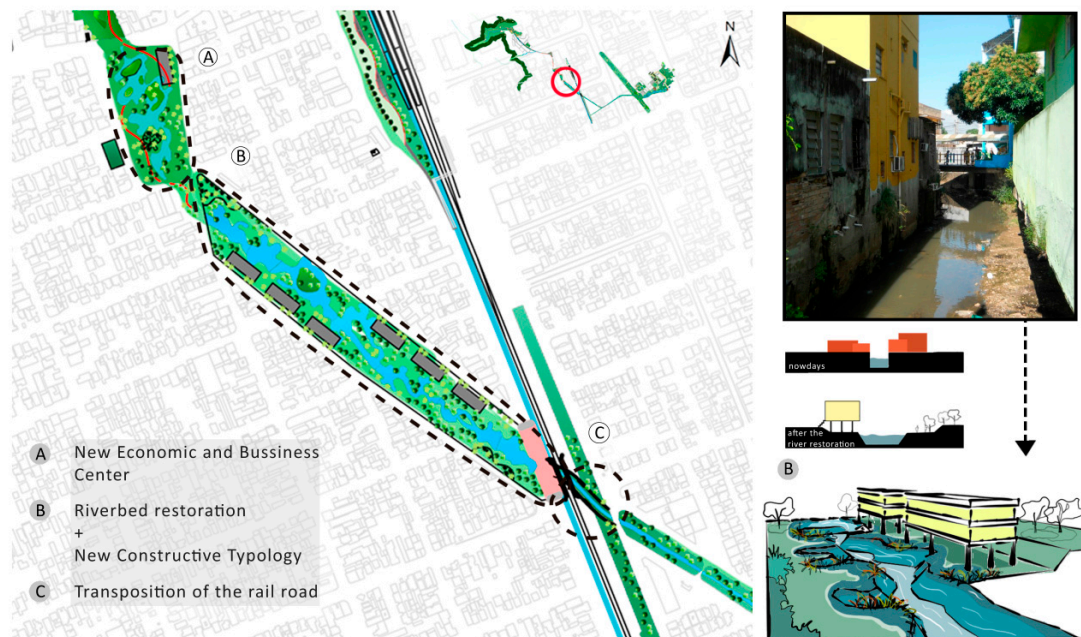 N
A
B
C
A New Economic and Bussiness
Center
B Riverbed restoration
+
New Constructive Typology
C Transposition of the rail road
nowdays
after the
river restoration
B